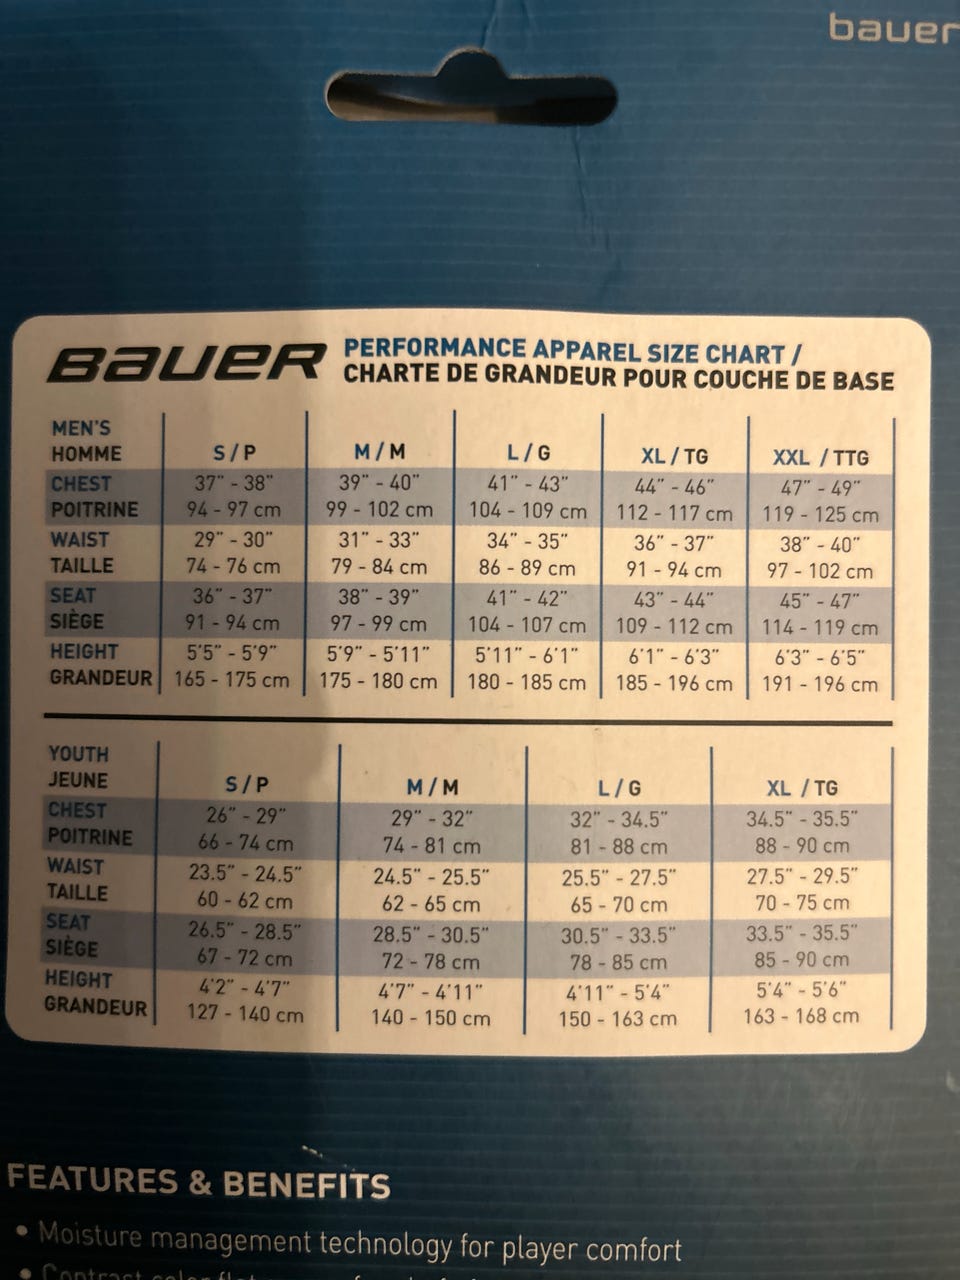 bauer
BAUER PERFORMANCE APPAREL SIZE CHART /
CHARTE DE GRANDEUR POUR COUCHE DE BASE
MEN'S
HOMME S / P M / M L / G XL / TG XXL / TTG
CHEST 37" - 38" 39" - 40" 41" - 43" 44" - 46" 47" - 49"
POITRINE 94 - 97 cm 99 - 102 cm 104 - 109 cm 112 - 117 cm 119 - 125 cm
WAIST 29" - 30" 31" - 33" 34" - 35" 36" - 37" 38" - 40"
TAILLE 74 - 76 cm 79 - 84 cm 86 - 89 cm 91 - 94 cm 97 - 102 cm
SEAT 36" - 37" 38" - 39" 41" - 42" 43" - 44" 45" - 47"
SIÈGE 91 - 94 cm 97 - 99 cm 104 - 107 cm 109 - 112 cm 114 - 119 cm
HEIGHT 5'5" - 5'9" 5'9" - 5'11" 5'11" - 6'1" 6'1" - 6'3" 6'3" - 6'5"
GRANDEUR 165 - 175 cm 175 - 180 cm 180 - 185 cm 185 - 196 cm 191 - 196 cm
YOUTH
JEUNE S / P M / M L / G XL / TG
CHEST 26" - 29" 29" - 32" 32" - 34.5" 34.5" - 35.5"
POITRINE 66 - 74 cm 74 - 81 cm 81 - 88 cm 88 - 90 cm
WAIST 23.5" - 24.5" 24.5" - 25.5" 25.5" - 27.5" 27.5" - 29.5"
TAILLE 60 - 62 cm 62 - 65 cm 65 - 70 cm 70 - 75 cm
SEAT 26.5" - 28.5" 28.5" - 30.5" 30.5" - 33.5" 33.5" - 35.5"
SIÈGE 67 - 72 cm 72 - 78 cm 78 - 85 cm 85 - 90 cm
HEIGHT 4'2" - 4'7" 4'7" - 4'11" 4'11" - 5'4" 5'4" - 5'6"
GRANDEUR 127 - 140 cm 140 - 150 cm 150 - 163 cm 163 - 168 cm
FEATURES & BENEFITS
• Moisture management technology for player comfort
• Contrast color